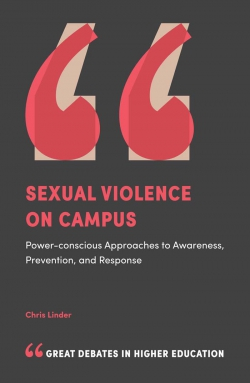 SEXUAL VIOLENCE
ON CAMPUS
Power-conscious Approaches to Awareness,
Prevention, and Response
Chris Linder
GREAT DEBATES IN HIGHER EDUCATION